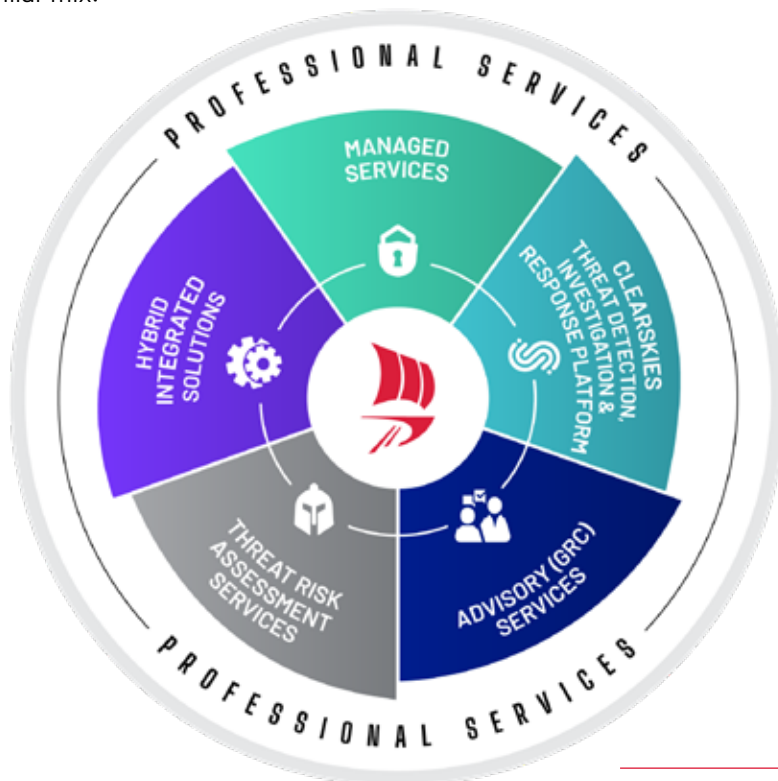 PROFESSIONAL SERVICES
MANAGED
SERVICES
CLEARSKIES
THREAT DETECTION,
INVESTIGATION &
RESPONSE PLATFORM
HYBRID
INTEGRATED
SOLUTIONS
THREAT RISK
ASSESSMENT
SERVICES
ADVISORY (GRC)
SERVICES
PROFESSIONAL SERVICES